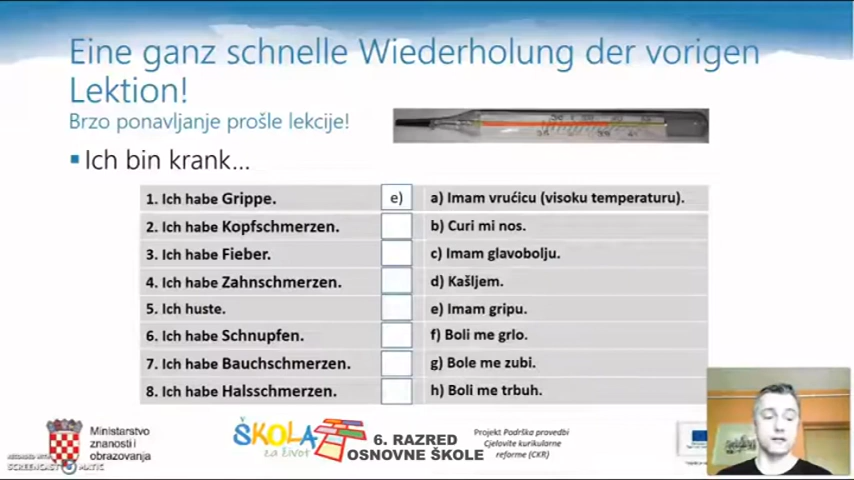 Eine ganz schnelle Wiederholung der vorigen
Lektion!
Brzo ponavljanje prošle lekcije!
Ich bin krank...
1. Ich habe Grippe.
e)
a) Imam vrućicu (visoku temperaturu).
2. Ich habe Kopfschmerzen.
b) Curi mi nos.
3. Ich habe Fieber.
c) Imam glavobolju.
4. Ich habe Zahnschmerzen.
d) Kašljem.
5. Ich huste.
e) Imam gripu.
6. Ich habe Schnupfen.
f) Boli me grlo.
7. Ich habe Bauchschmerzen.
g) Bole me zubi.
8. Ich habe Halsschmerzen.
h) Boli me trbuh.
Ministarstvo
znanosti i
obrazovanja
ŠKOLA
za život
6. RAZRED
OSNOVNE ŠKOLE
Projekt Podrška provedbi
Cjelovite kurikularne
reforme (CKR)
RECORDED WITH
SCREENCAST MATIC